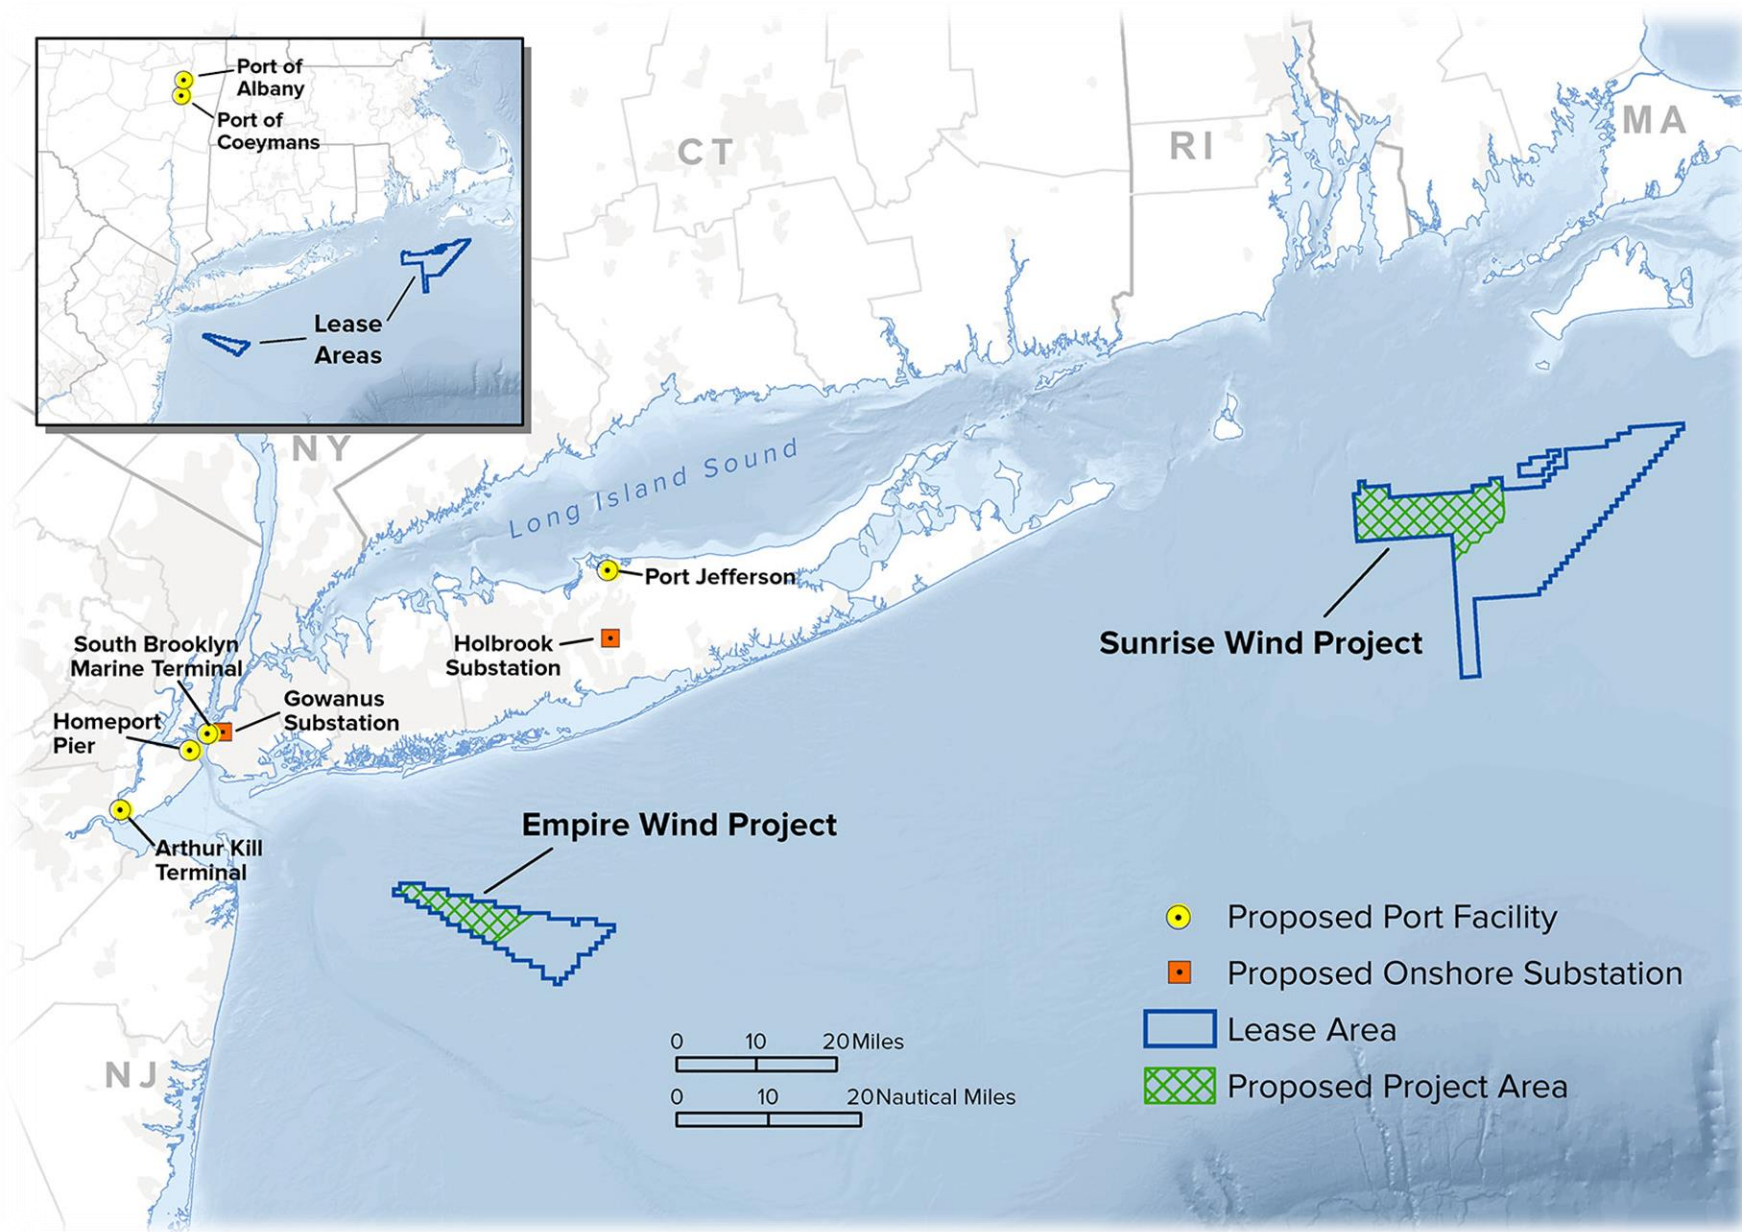 Port of
Albany
Port of
Coeymans
Lease
Areas
CT
RI
MA
NY
Long Island Sound
Port Jefferson
Holbrook
Substation
South Brooklyn
Marine Terminal
Gowanus
Substation
Homeport
Pier
Arthur Kill
Terminal
Sunrise Wind Project
Empire Wind Project
NJ
0 10 20 Miles
0 10 20 Nautical Miles
Proposed Port Facility
Proposed Onshore Substation
Lease Area
Proposed Project Area